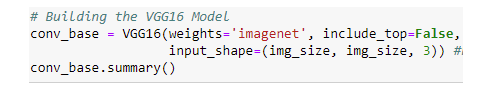 # Building the VGG16 Model
conv_base = VGG16(weights='imagenet', include_top=False,
input_shape=(img_size, img_size, 3)) #
conv_base.summary()